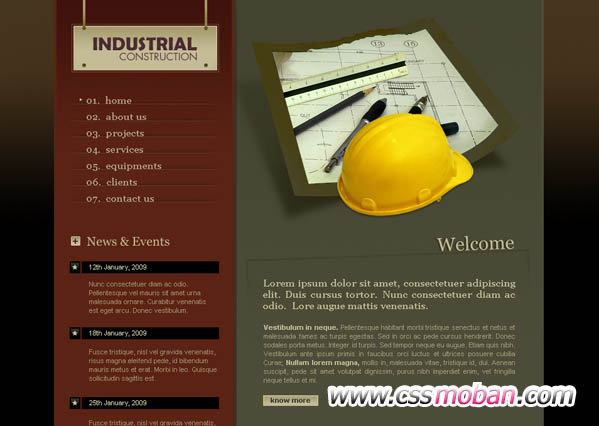 INDUSTRIAL
CONSTRUCTION
01. home
02. about us
03. projects
04. services
05. equipments
06. clients
07. contact us
News & Events
12th January, 2009
Nunc consectetuer diam ac odio.
Pellentesque vel mauris sit amet urna
malesuada ornare. Curabitur venenatis
est eget arcu. Donec vestibulum.
18th January, 2009
Fusce tristique, nisl vel gravida venenatis,
risus magna eleifend pede, id bibendum
mauris metus et erat. Morbi in leo. Quisque
sollicitudin sagittis est.
25th January, 2009
Fusce tristique, nisl vel gravida venenatis,
13
15
Welcome
Lorem ipsum dolor sit amet, consectetuer adipiscing
elit. Duis cursus tortor. Nunc consectetuer diam ac
odio. Lore augue mattis venenatis.
Vestibulum in neque. Pellentesque habitant morbi tristique senectus et netus et
malesuada fames ac turpis egestas. Sed in orci ac pede cursus hendrerit. Donec
sodales porta metus. Integer id turpis. Sed tempor neque eu augue. Etiam quis nibh.
Vestibulum ante ipsum primis in faucibus orci luctus et ultrices posuere cubilia
Curae; Nullam lorem magna, mollis in, malesuada vitae, tristique id, dui. Aenean
suscipit, pede sit amet volutpat dignissim, purus nibh imperdiet enim, vel fringilla
neque tellus et mi.
know more
www.cssmoban.com